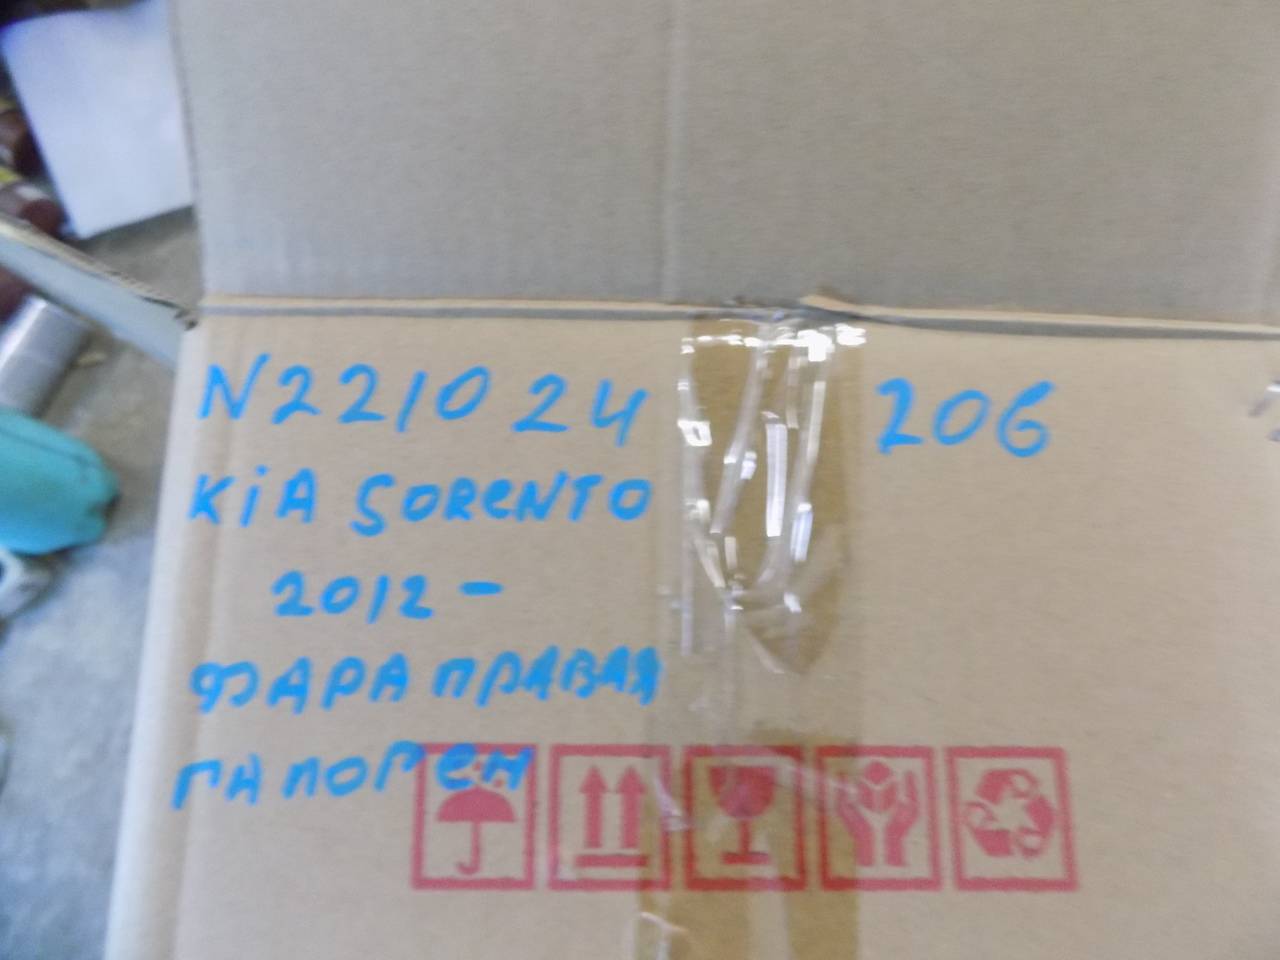 N221024 206
KiA SORENTO
2012-
ФАРА ПРАВАЯ
ГАЛОГЕН